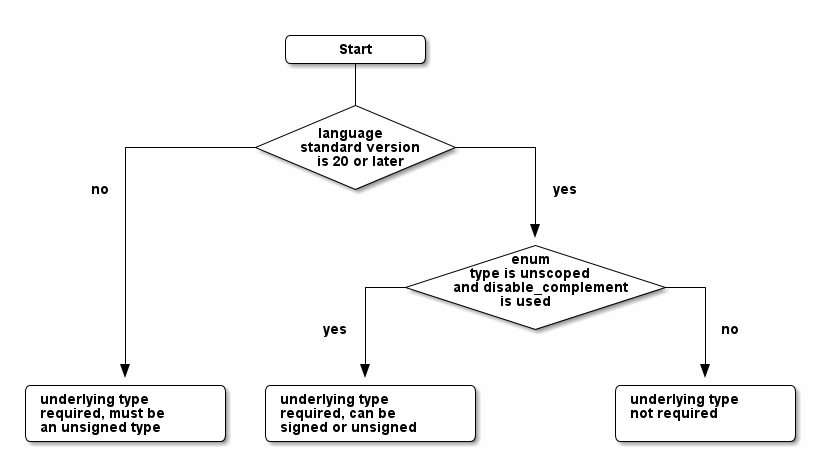 Start
language
standard version
is 20 or later
no
yes
enum
type is unscoped
and disable_complement
is used
yes
no
underlying type
required, must be
an unsigned type
underlying type
required, can be
signed or unsigned
underlying type
not required